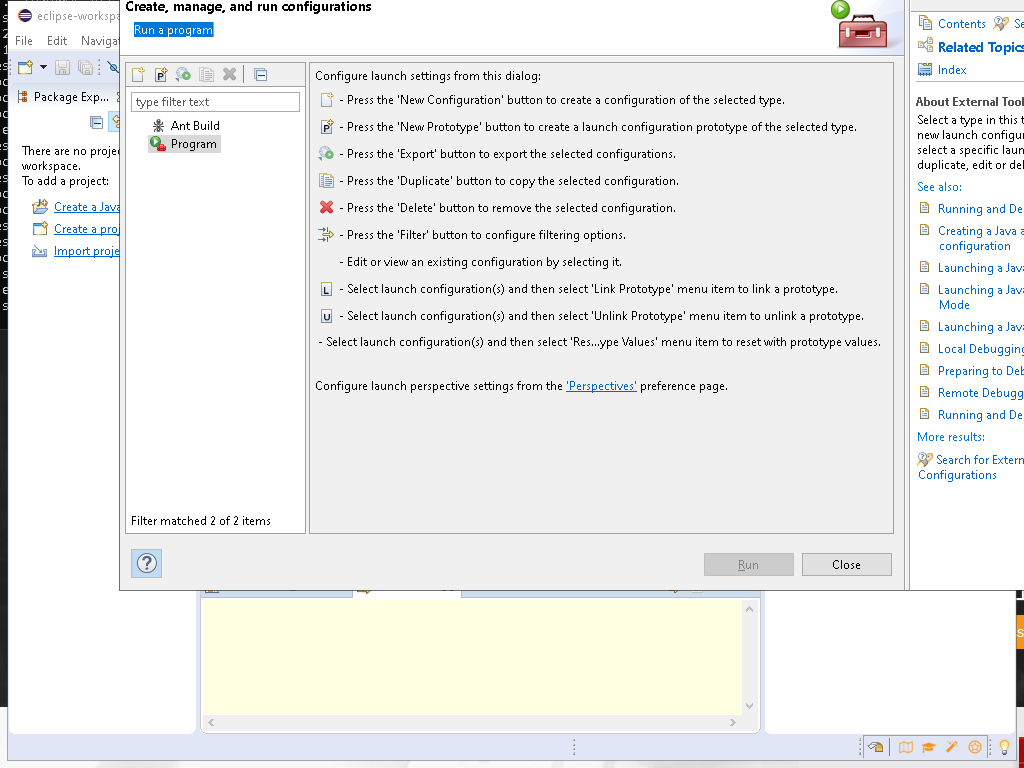 Create, manage, and run configurations
Run a program
eclipse-workspa
File Edit Naviga
Package Exp...
There are no proje
workspace.
To add a project:
Create a Java
Create a proj
Import proje
type filter text
Ant Build
Program
Filter matched 2 of 2 items
Configure launch settings from this dialog:
- Press the 'New Configuration' button to create a configuration of the selected type.
- Press the 'New Prototype' button to create a launch configuration prototype of the selected type.
- Press the 'Export' button to export the selected configurations.
- Press the 'Duplicate' button to copy the selected configuration.
- Press the 'Delete' button to remove the selected configuration.
- Press the 'Filter' button to configure filtering options.
- Edit or view an existing configuration by selecting it.
L - Select launch configuration(s) and then select 'Link Prototype' menu item to link a prototype.
U - Select launch configuration(s) and then select 'Unlink Prototype' menu item to unlink a prototype.
- Select launch configuration(s) and then select 'Res...ype Values' menu item to reset with prototype values.
Configure launch perspective settings from the 'Perspectives' preference page.
Run
Close
Contents Se
Related Topics
Index
About External Tool
Select a type in this t
new launch configur
select a specific laun
duplicate, edit or del
See also:
Running and De
Creating a Java a
configuration
Launching a Java
Launching a Java
Mode
Launching a Java
Local Debugging
Preparing to Deb
Remote Debugg
Running and De
More results:
Search for Extern
Configurations